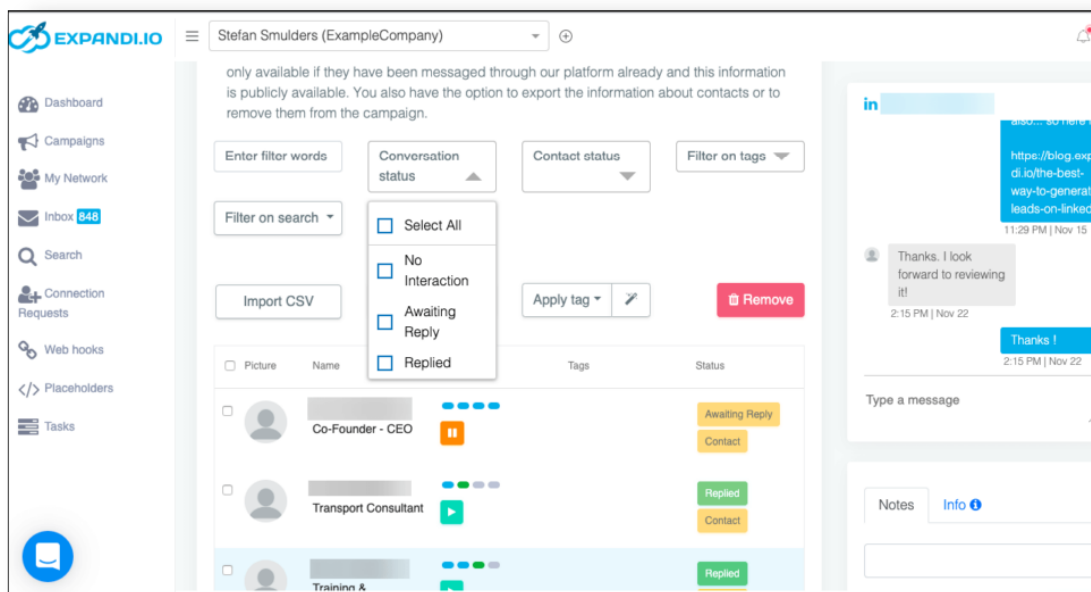 EXPANDI.IO
Stefan Smulders (ExampleCompany)
Dashboard
Campaigns
My Network
Inbox 848
Search
Connection
Requests
Web hooks
Placeholders
Tasks
only available if they have been messaged through our platform already and this information
is publicly available. You also have the option to export the information about contacts or to
remove them from the campaign.
Enter filter words
Conversation
status
Contact status
Filter on tags
Filter on search
Select All
No
Interaction
Awaiting
Reply
Replied
Import CSV
Apply tag
Remove
Picture Name Tags Status
Co-Founder - CEO
Awaiting Reply
Contact
Transport Consultant
Replied
Contact
Training &
Replied
in
also... so here
https://blog.exp
di.io/the-best-
way-to-generat
leads-on-linked
11:29 PM | Nov 15
Thanks. I look
forward to reviewing
it!
2:15 PM | Nov 22
Thanks !
2:15 PM | Nov 22
Type a message
Notes Info